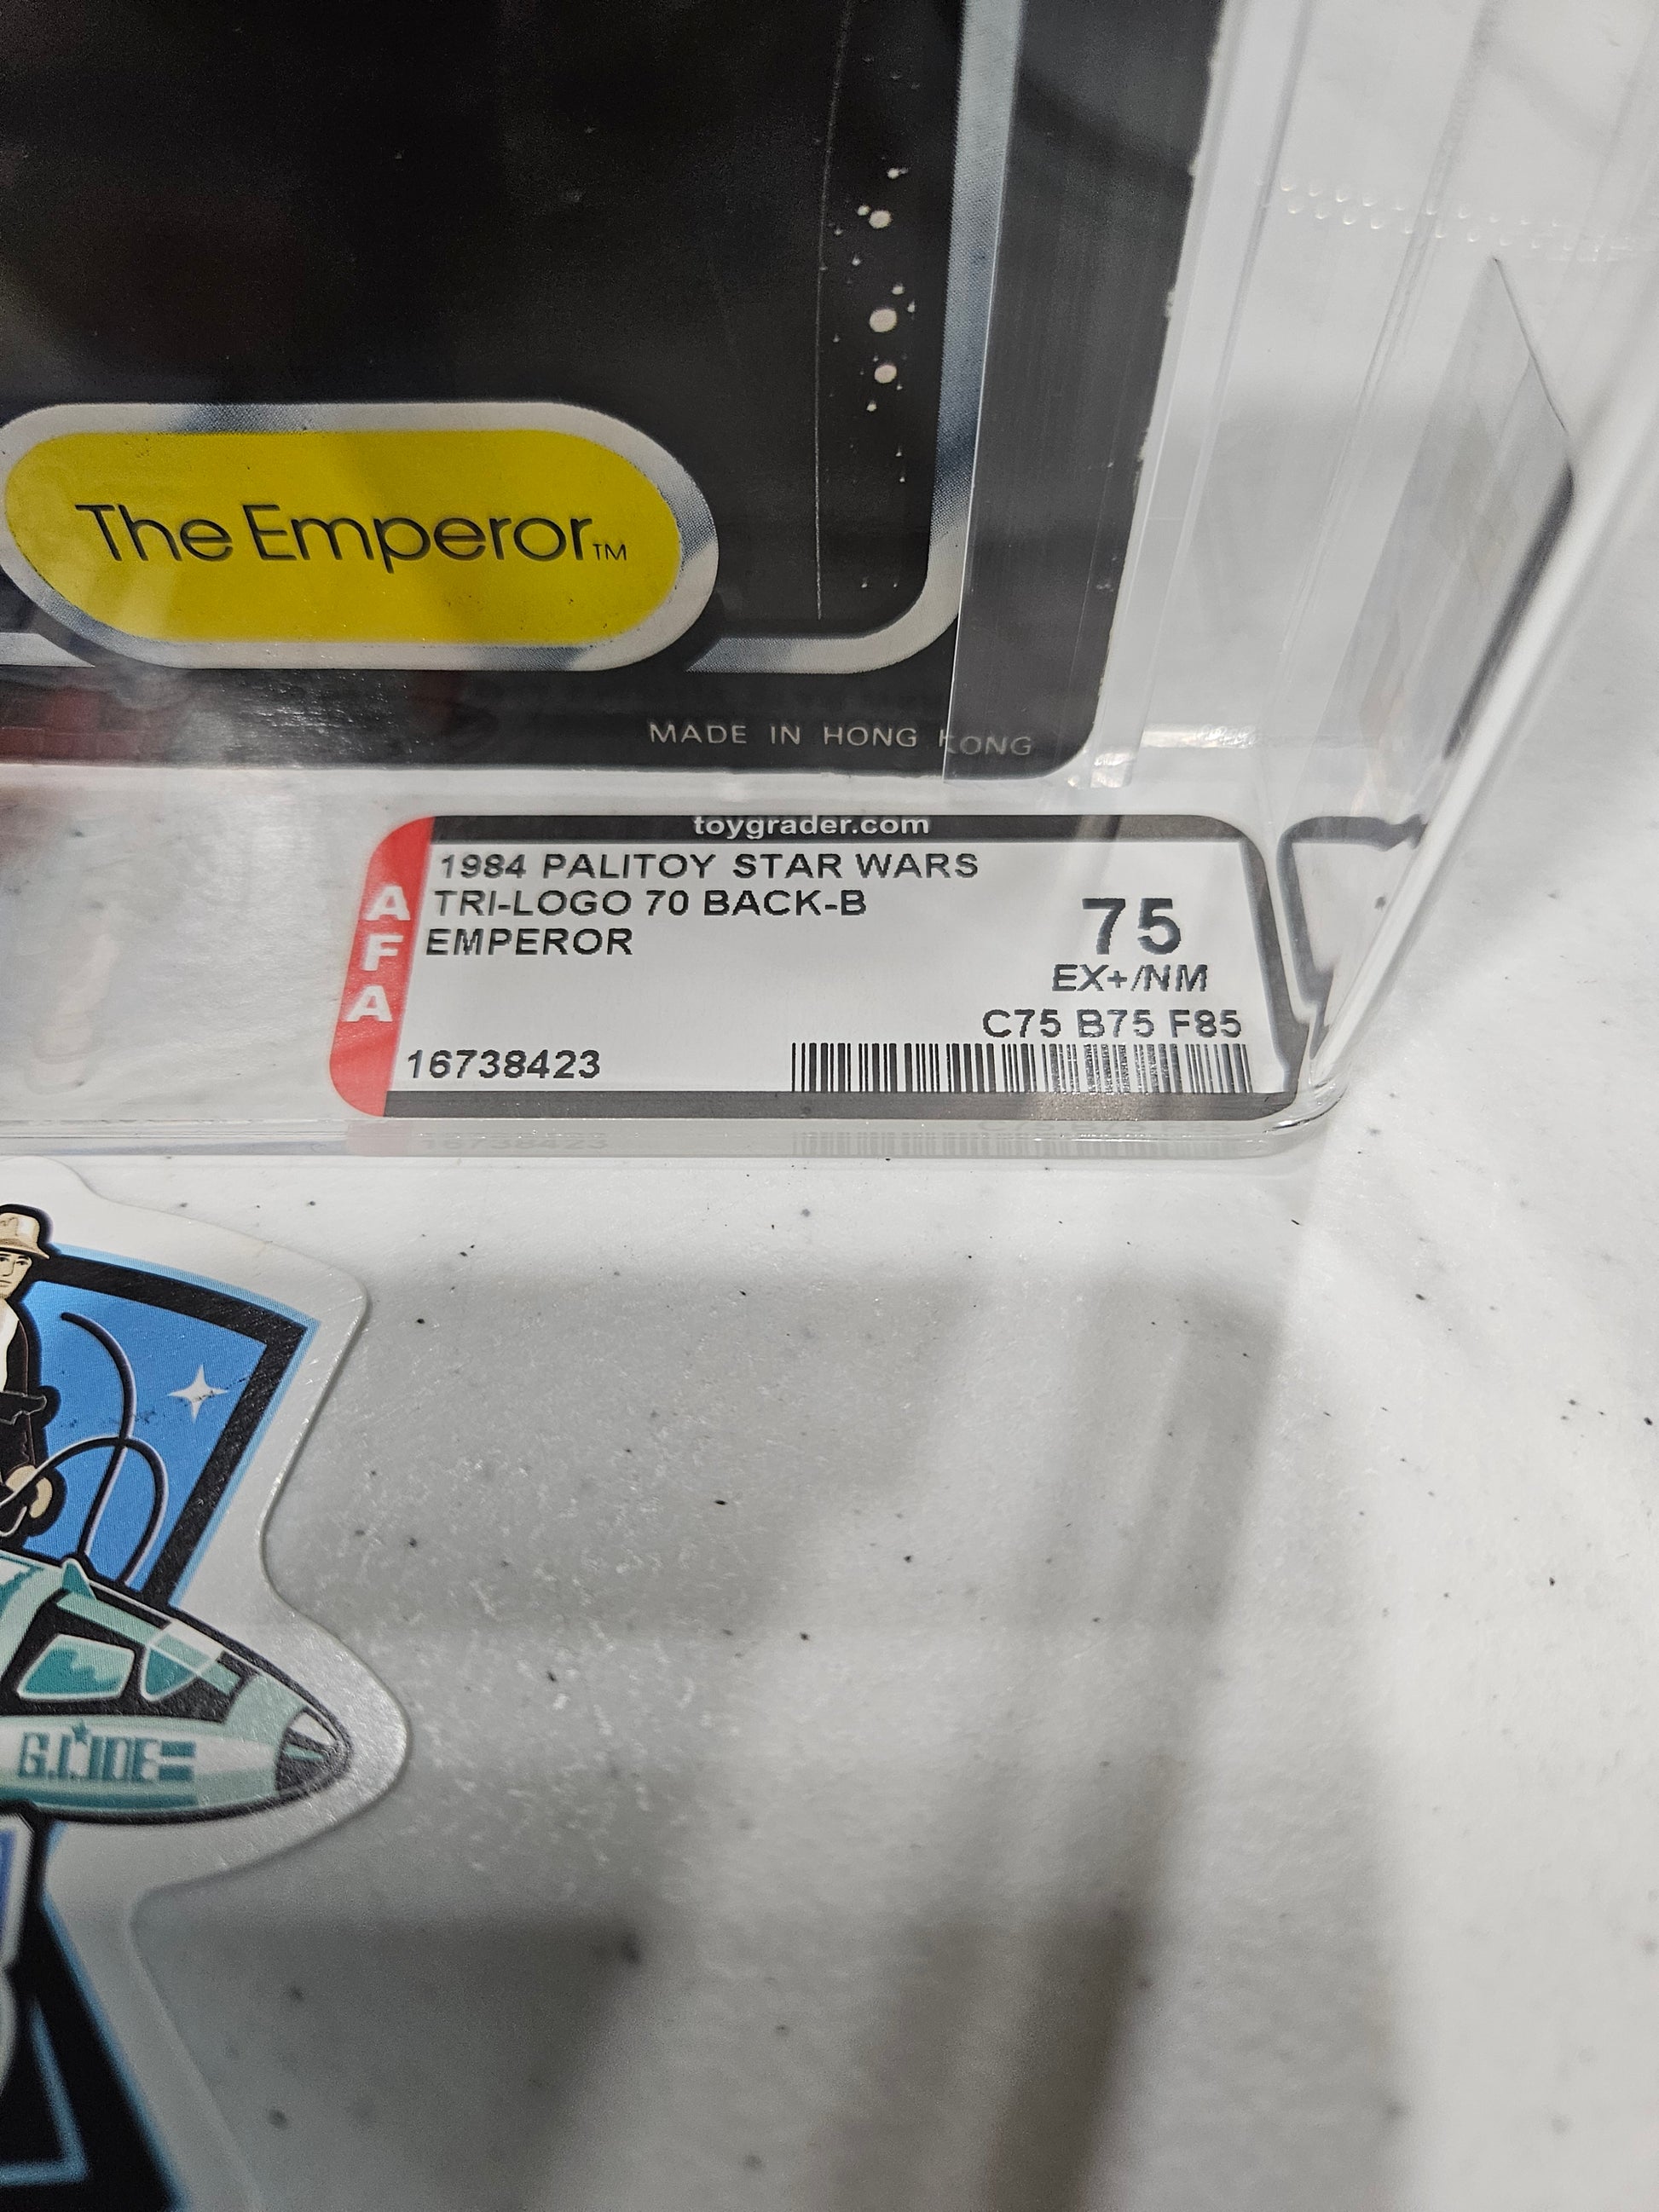 The Emperor™
MADE IN HONG KONG
toygrader.com
AFA
1984 PALITOY STAR WARS
TRI-LOGO 70 BACK-B
EMPEROR
75
EX+/NM
C75 B75 F85
16738423
G.I. JOE